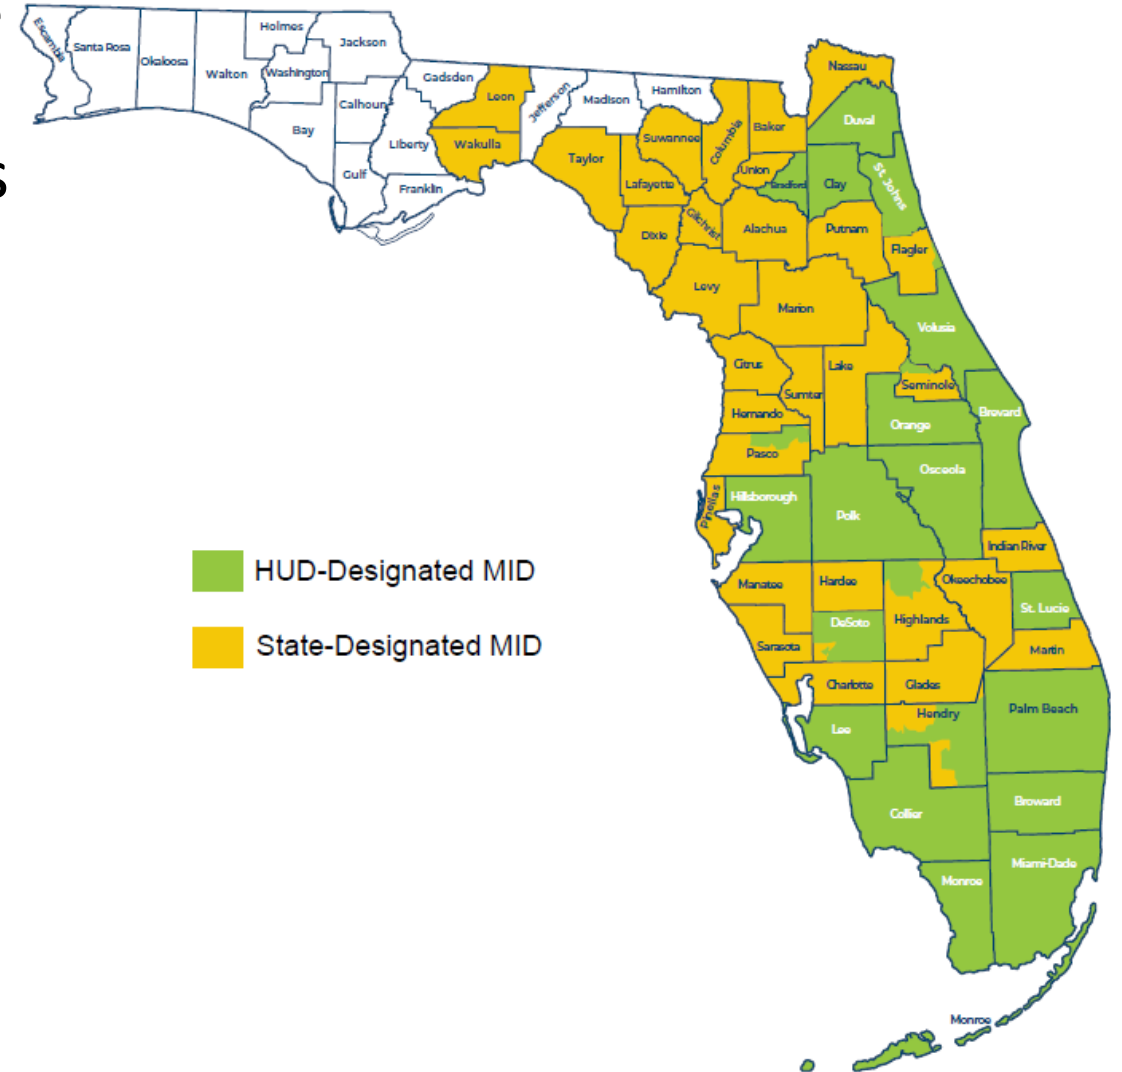 s
Escambia
Santa Rosa
Okaloosa
Walton
Holmes
Washington
Jackson
Bay
Calhoun
Gulf
Liberty
Franklin
Gadsden
Leon
Wakulla
Jefferson
Madison
Hamilton
Taylor
Suwannee
Lafayette
Columbia
Baker
Nassau
Duval
Union
Bradford
Clay
St. Johns
Dixie
Gilchrist
Alachua
Putnam
Flagler
Levy
Marion
Volusia
Citrus
Sumter
Lake
Seminole
Hernando
Orange
Brevard
Pasco
Osceola
Pinellas
Hillsborough
Polk
Indian River
HUD-Designated MID
State-Designated MID
Manatee
Hardee
Okeechobee
Highlands
St. Lucie
DeSoto
Sarasota
Martin
Charlotte
Glades
Lee
Hendry
Palm Beach
Collier
Broward
Monroe
Miami-Dade
Monroe